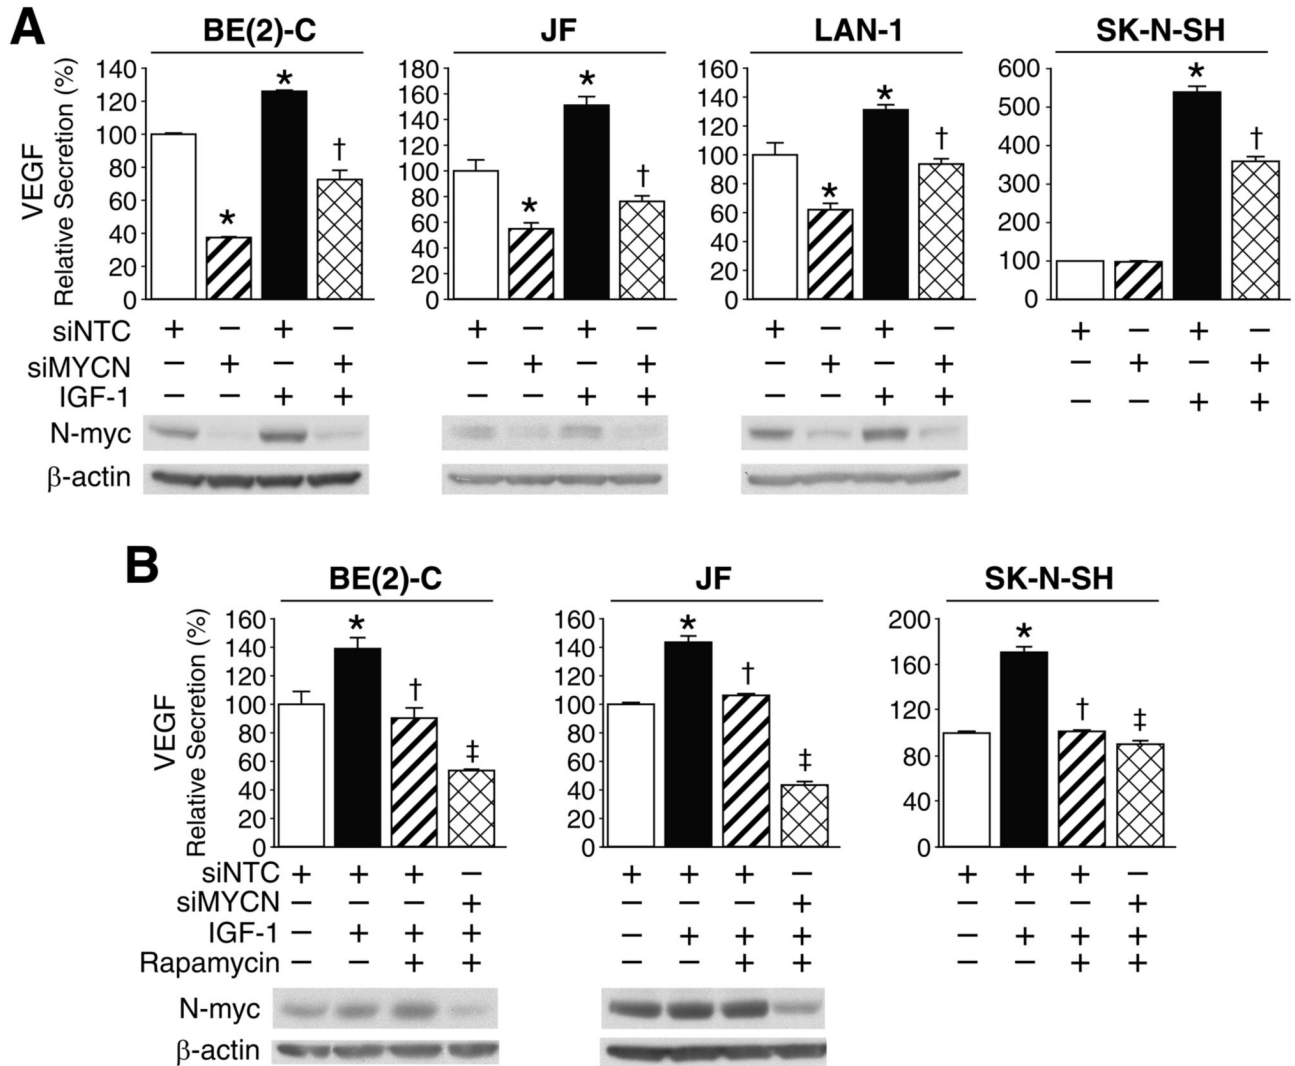 A
BE(2)-C JF LAN-1 SK-N-SH
VEGF
Relative Secretion (%)
140 120 100 80 60 40 20 0
180 160 140 120 100 80 60 40 20 0
160 140 120 100 80 60 40 20 0
600 500 400 300 200 100 0
* * †
* * †
* * †
* †
siNTC + − + − + − + − + − + − + − + −
siMYCN − + − + − + − + − + − + − + − +
IGF-1 − − + + − − + + − − + + − − + +
N-myc
β-actin
B
BE(2)-C JF SK-N-SH
VEGF
Relative Secretion (%)
160 140 120 100 80 60 40 20 0
160 140 120 100 80 60 40 20 0
200 160 120 80 40 0
* † ‡
* † ‡
* † ‡
siNTC + + + − + + + − + + + −
siMYCN − − − + − − − + − − − +
IGF-1 − + + + − + + + − + + +
Rapamycin − − + + − − + + − − + +
N-myc
β-actin